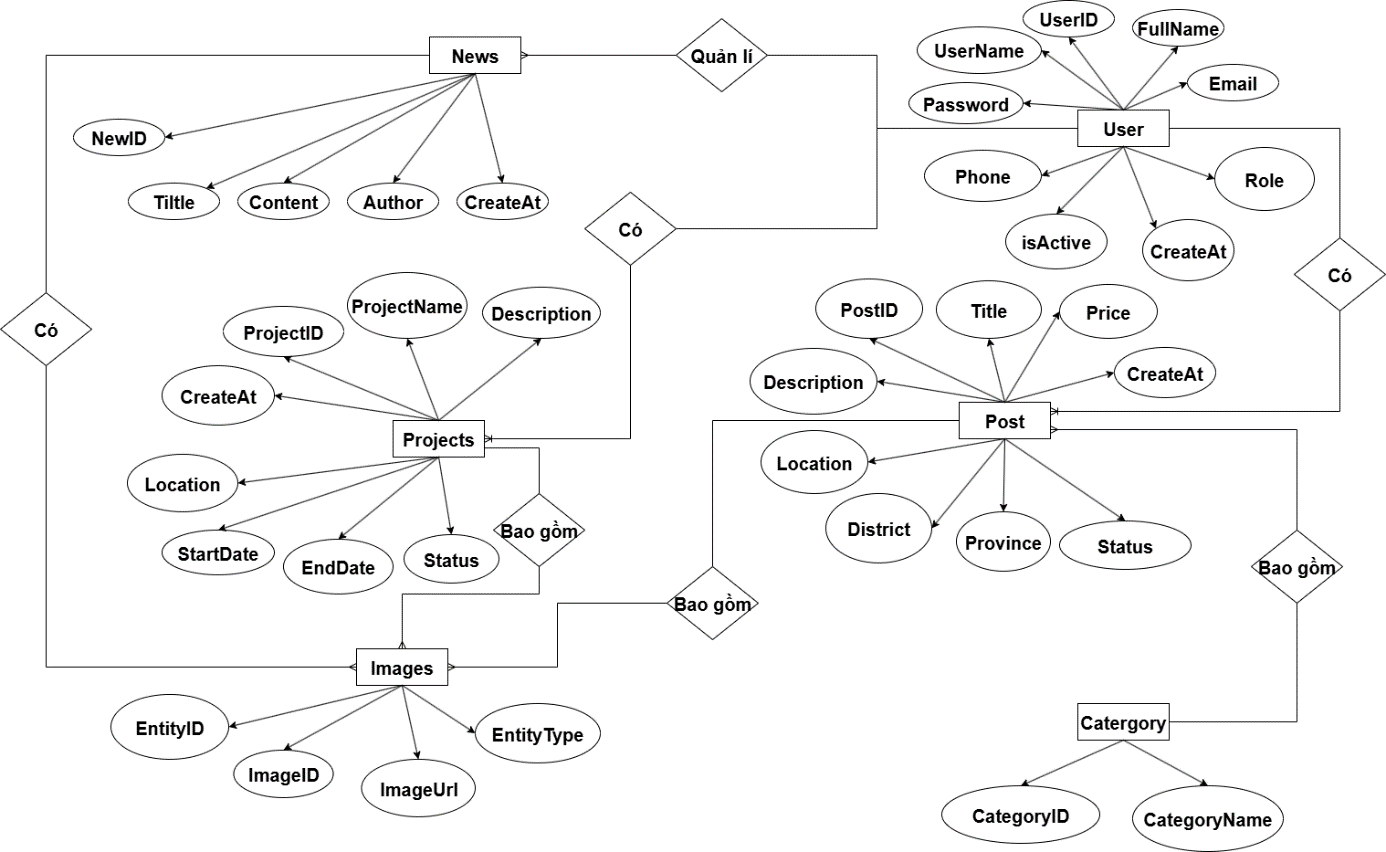 UserID
FullName
News
Quản lí
UserName
Email
Password
User
NewID
Phone
Role
Tiltle
Content
Author
CreateAt
Có
isActive
CreateAt
Có
ProjectName
PostID
Title
Price
Description
ProjectID
Có
CreateAt
Description
CreateAt
Post
Projects
Location
Location
District
Bao gồm
Province
Status
StartDate
EndDate
Status
Bao gồm
Bao gồm
Images
EntityID
EntityType
Catergory
ImageID
ImageUrl
CategoryID
CategoryName